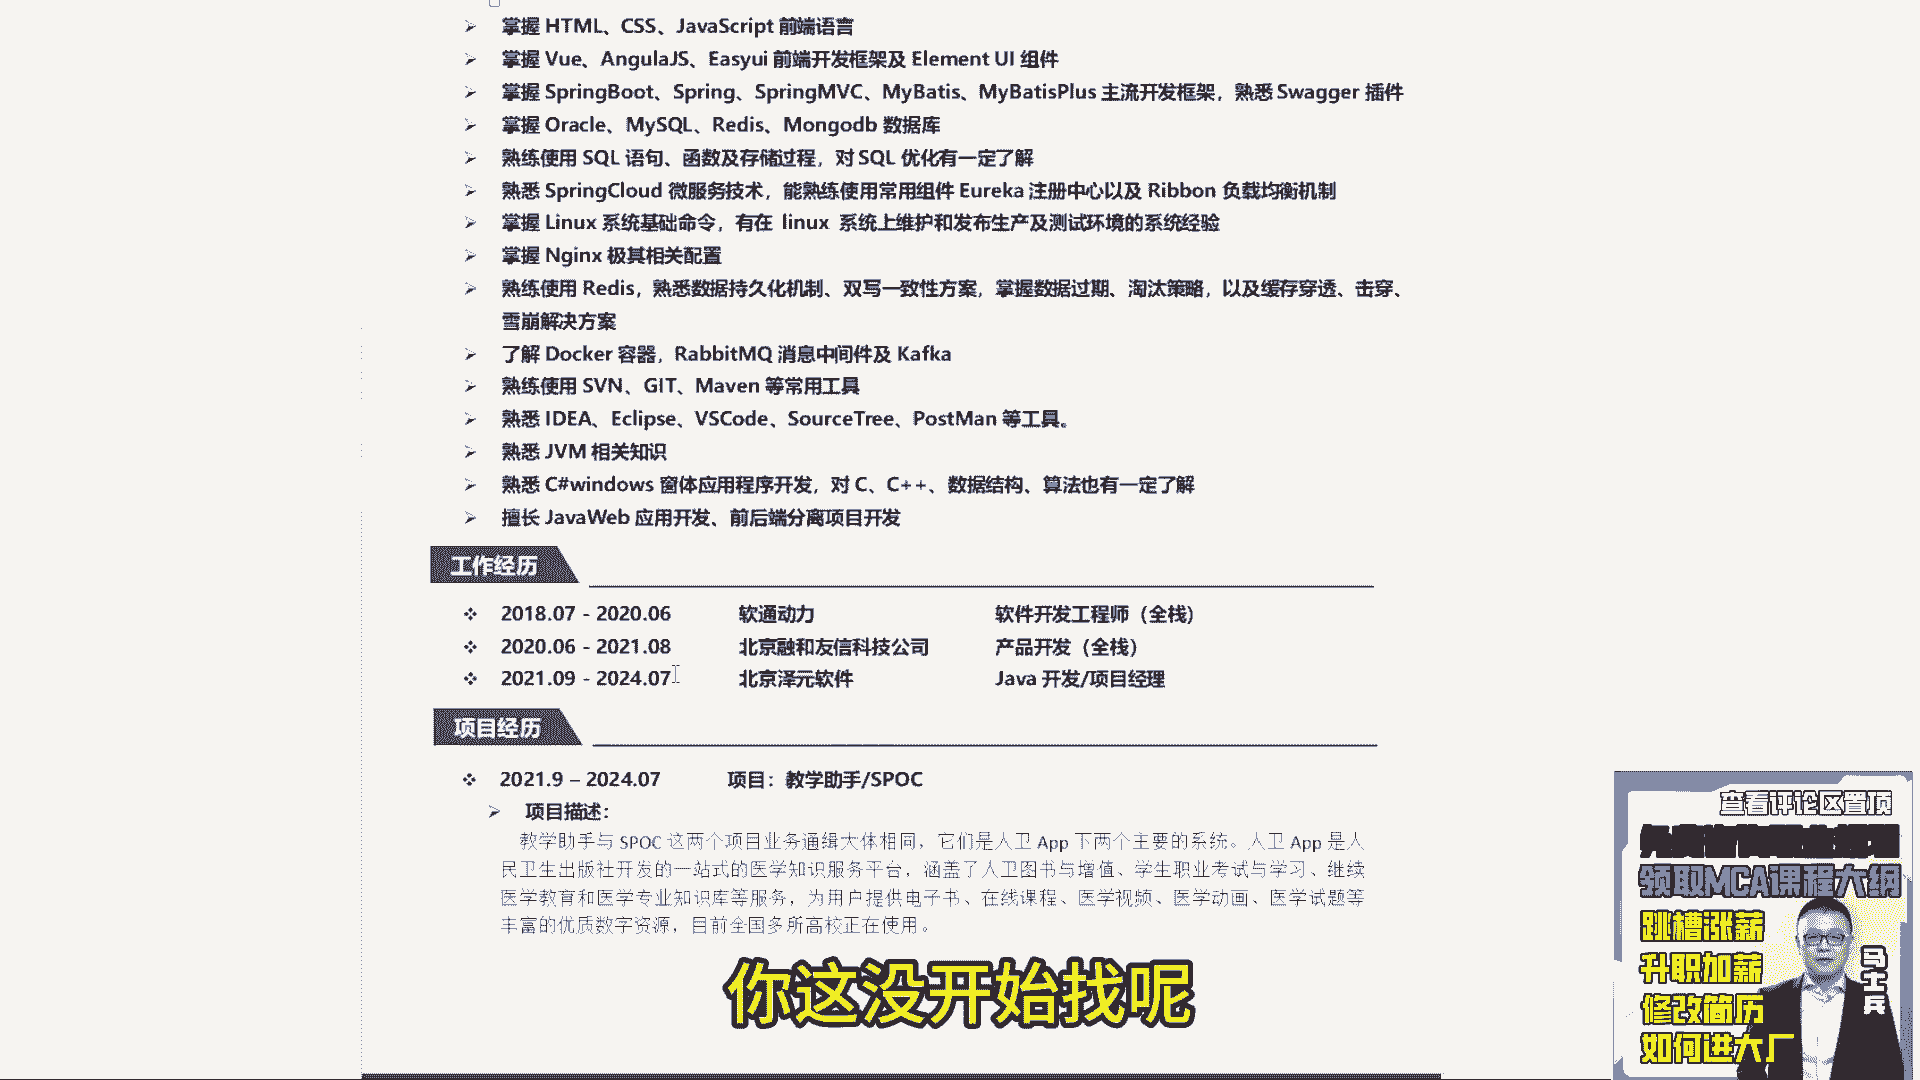 掌握 HTML、CSS、JavaScript 前端语言
掌握 Vue、AngulaJS、Easyui 前端开发框架及 Element UI 组件
掌握 SpringBoot、Spring、SpringMVC、MyBatis、MyBatisPlus 主流开发框架，熟悉 Swagger 插件
掌握 Oracle、MySQL、Redis、Mongodb 数据库
熟练使用 SQL 语句、函数及存储过程，对 SQL 优化有一定了解
熟悉 SpringCloud 微服务技术，能熟练使用常用组件 Eureka 注册中心以及 Ribbon 负载均衡机制
掌握 Linux 系统基础命令，有在 linux 系统上维护和发布生产及测试环境的系统经验
掌握 Nginx 极其相关配置
熟练使用 Redis，熟悉数据持久化机制、双写一致性方案，掌握数据过期、淘汰策略，以及缓存穿透、击穿、
雪崩解决方案
了解 Docker 容器，RabbitMQ 消息中间件及 Kafka
熟练使用 SVN、GIT、Maven 等常用工具
熟悉 IDEA、Eclipse、VSCode、SourceTree、PostMan 等工具。
熟悉 JVM 相关知识
熟悉 C#windows 窗体应用程序开发，对 C、C++、数据结构、算法也有一定了解
擅长 JavaWeb 应用开发、前后端分离项目开发
工作经历
2018.07 - 2020.06 软通动力 软件开发工程师（全栈）
2020.06 - 2021.08 北京融和友信科技公司 产品开发（全栈）
2021.09 - 2024.07 北京泽元软件 Java 开发/项目经理
项目经历
2021.9 – 2024.07 项目：教学助手/SPOC
项目描述：
教学助手与 SPOC 这两个项目业务通缉大体相同，它们是人卫 App 下两个主要的系统。人卫 App 是人
民卫生出版社开发的一站式的医学知识服务平台，涵盖了人卫图书与增值、学生职业考试与学习、继续
医学教育和医学专业知识库等服务，为用户提供电子书、在线课程、医学视频、医学动画、医学试题等
丰富的优质数字资源，目前全国多所高校正在使用。
你这没开始找呢
查看评论区置顶
领取MCA课程大纲
跳槽涨薪
升职加薪
修改简历
如何进大厂
马士兵